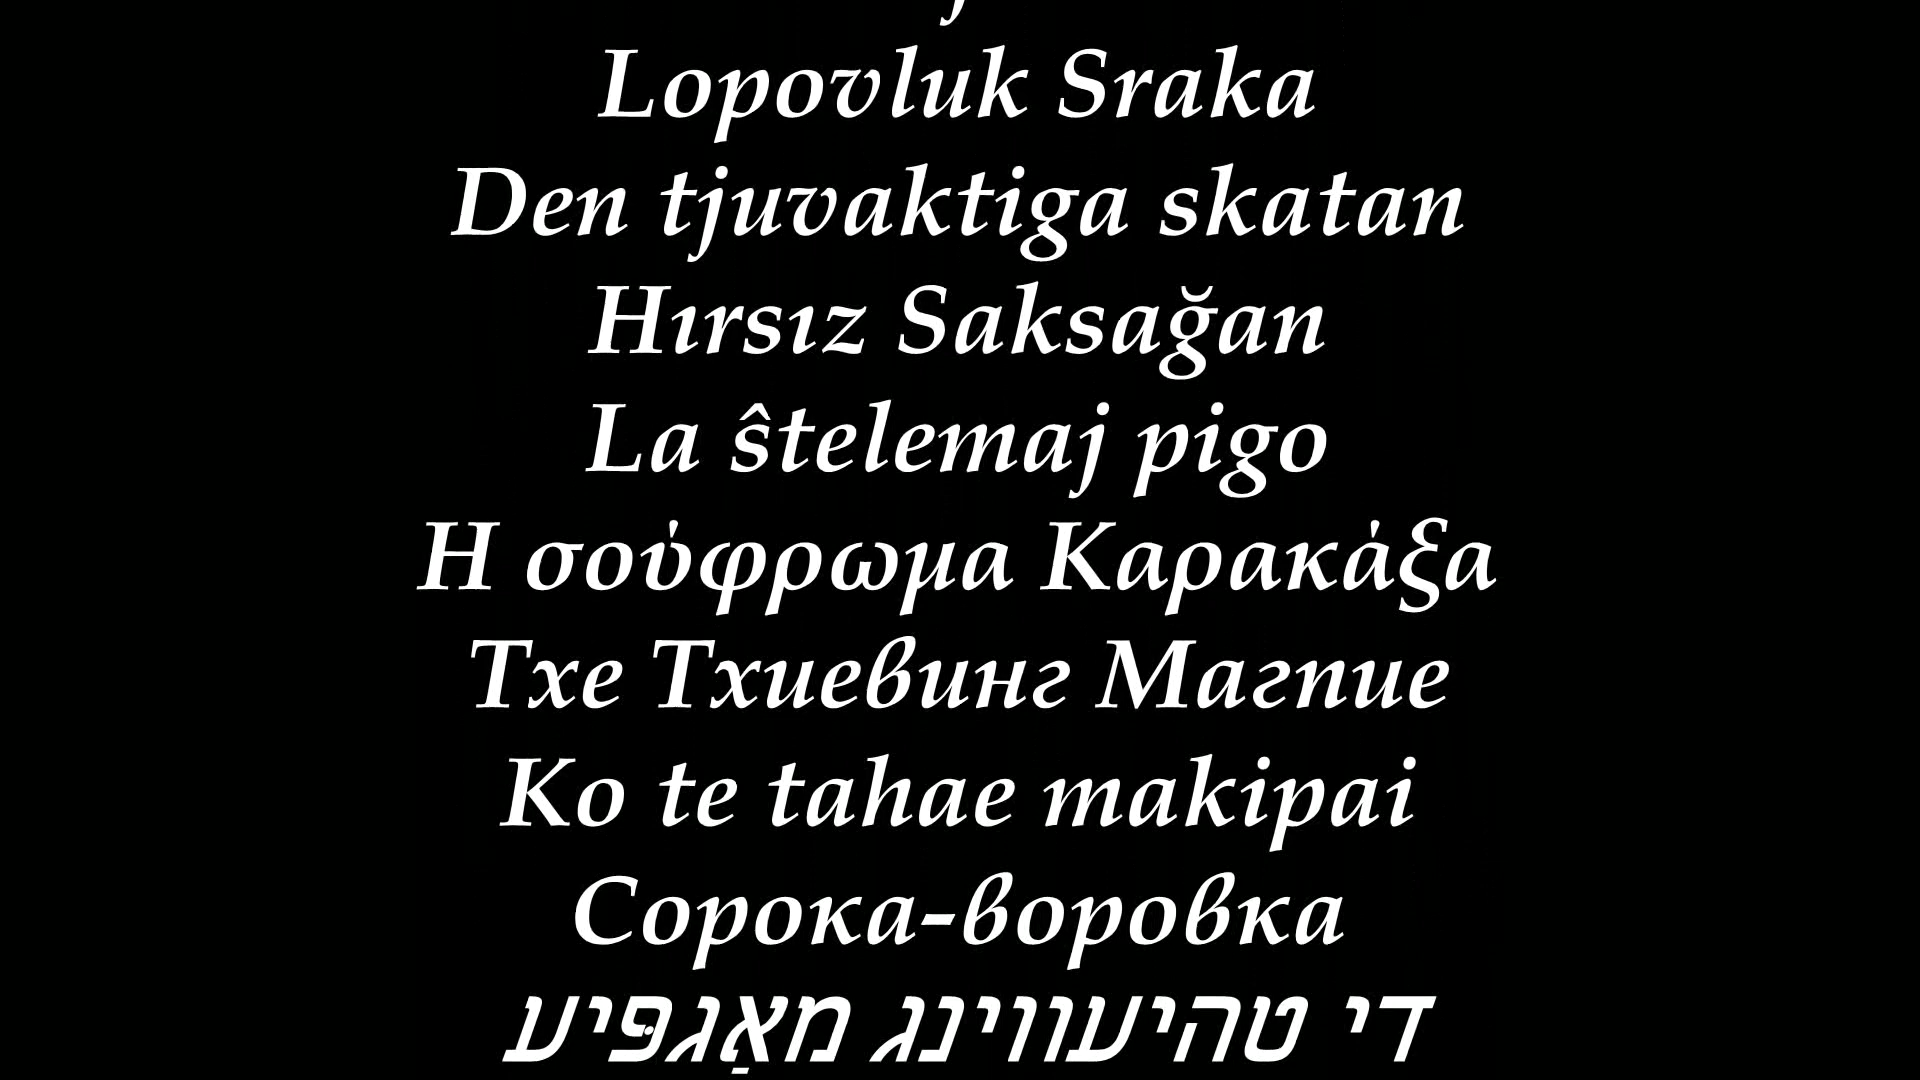 Lopovluk Sraka
Den tjuvaktiga skatan
Hırsız Saksağan
La ŝtelemaj pigo
Η σούφρωμα Καρακάξα
Тхе Тхиевинг Магпие
Ko te tahae makipai
Сорока-воровка
די טהיעווינג מאַגפּיע